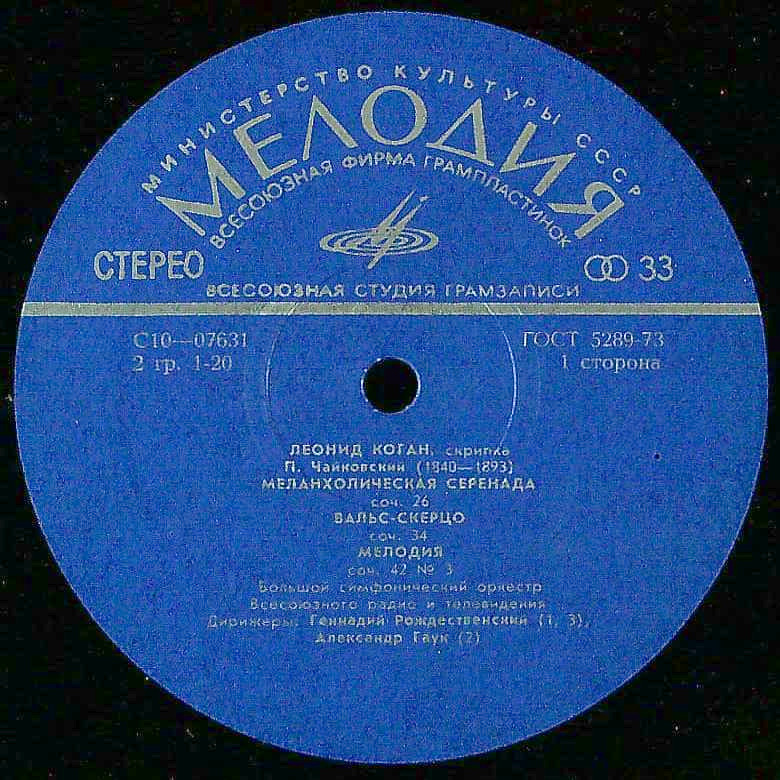 МИНИСТЕРСТВО КУЛЬТУРЫ СССР
МЕЛОДИЯ
ВСЕСОЮЗНАЯ ФИРМА ГРАМПЛАСТИНОК
СТЕРЕО
33
ВСЕСОЮЗНАЯ СТУДИЯ ГРАМЗАПИСИ
С10—07631
ГОСТ 5289-73
2 гр. 1-20
1 сторона
ЛЕОНИД КОГАН, скрипка
П. Чайковский (1840—1893)
МЕЛАНХОЛИЧЕСКАЯ СЕРЕНАДА
соч. 26
ВАЛЬС-СКЕРЦО
соч. 34
МЕЛОДИЯ
соч. 42 № 3
Большой симфонический оркестр
Всесоюзного радио и телевидения
Дирижеры: Геннадий Рождественский (1, 3),
Александр Гаук (2)